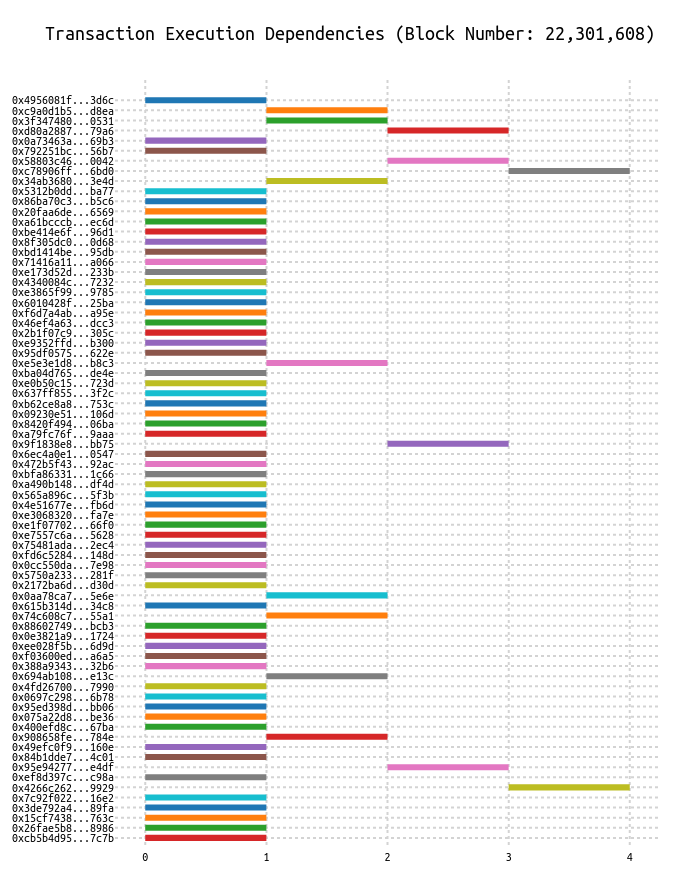 Transaction Execution Dependencies (Block Number: 22,301,608)
0x4956081f...3d6c
0xc9a0d1b5...d8ea
0x3f347480...0531
0xd80a2887...79a6
0x0a73463a...69b3
0x792251bc...56b7
0x58803c46...0042
0xc78906ff...6bd0
0x34ab3680...3e4d
0x5312b0dd...ba77
0x86ba70c3...b5c6
0x20faa6de...6569
0xa61bcccb...ec6d
0xbe414e6f...96d1
0x8f305dc0...0d68
0xbd1414be...95db
0x71416a11...a066
0xe173d52d...233b
0x4340084c...7232
0xe3865f99...9785
0x6010428f...25ba
0xf6d7a4ab...a95e
0x46ef4a63...dcc3
0x2b1f07c9...305c
0xe9352ffd...b300
0x95df0575...622e
0xe5e3e1d8...b8c3
0xba04d765...de4e
0xe0b50c15...723d
0x637ff855...3f2c
0xb62ce8a8...753c
0x09230e51...106d
0x8420f494...06ba
0xa79fc76f...9aaa
0x9f1838e8...bb75
0x6ec4a0e1...0547
0x472b5f43...92ac
0xbfa86331...1c66
0xa490b148...df4d
0x565a896c...5f3b
0x4e51677e...fb6d
0xe3068320...fa7e
0xe1f07702...66f0
0xe7557c6a...5628
0x75481ada...2ec4
0xfd6c5284...148d
0x0cc550da...7e98
0x5750a233...281f
0x2172ba6d...d30d
0x0aa78ca7...5e6e
0x615b314d...34c8
0x74c608c7...55a1
0x88602749...bcb3
0x0e3821a9...1724
0xee028f5b...6d9d
0xf03600ed...a6a5
0x388a9343...32b6
0x694ab108...e13c
0x4fd26700...7990
0x0697c298...6b78
0x95ed398d...bb06
0x075a22d8...be36
0x400efd8c...67ba
0x908658fe...784e
0x49efc0f9...160e
0x84b1dde7...4c01
0x95e94277...e4df
0xef8d397c...c98a
0x4266c262...9929
0x7c92f022...16e2
0x3de792a4...89fa
0x15cf7438...763c
0x26fae5b8...8986
0xcb5b4d95...7c7b
0 1 2 3 4